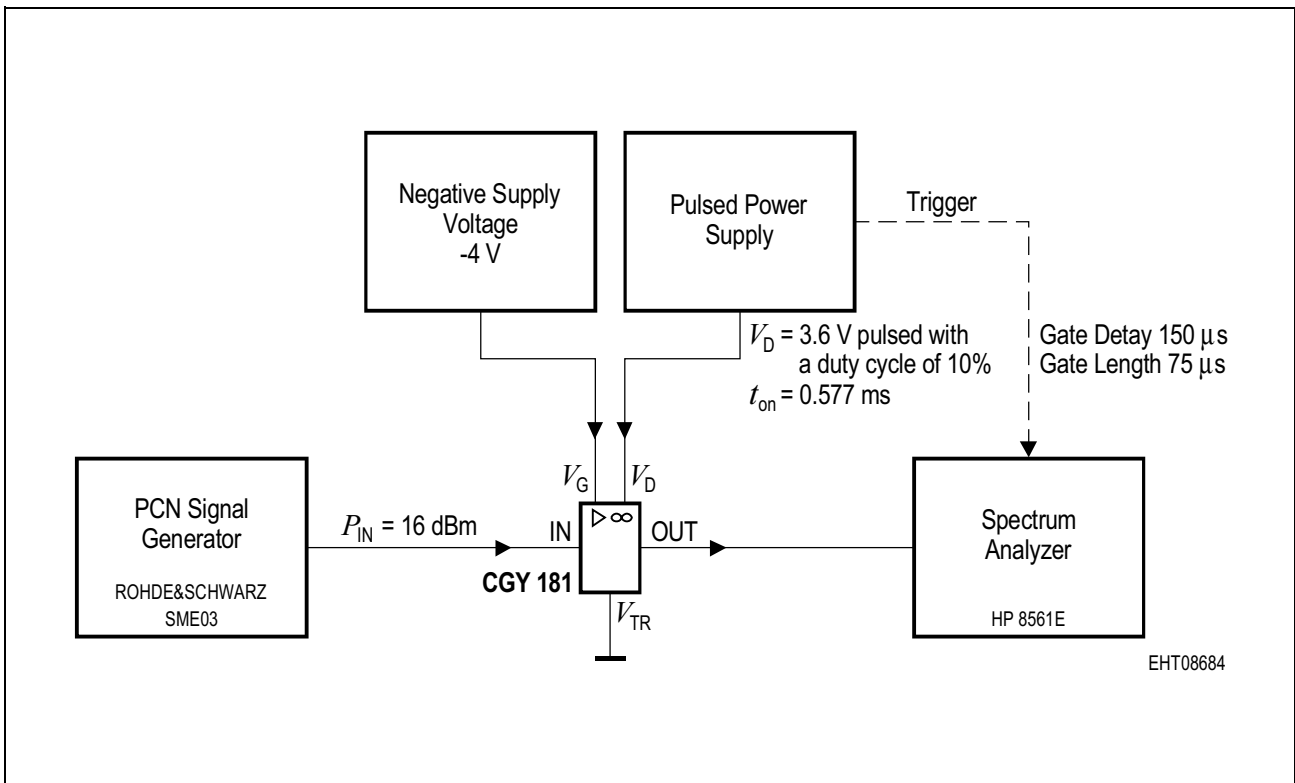 Negative Supply
Voltage
-4 V
Pulsed Power
Supply
Trigger
V_D = 3.6 V pulsed with
a duty cycle of 10%
t_on = 0.577 ms
Gate Detay 150 μs
Gate Length 75 μs
PCN Signal
Generator
ROHDE&SCHWARZ
SME03
P_IN = 16 dBm
V_G
V_D
IN
▷ ∞
OUT
CGY 181
V_TR
Spectrum
Analyzer
HP 8561E
EHT08684